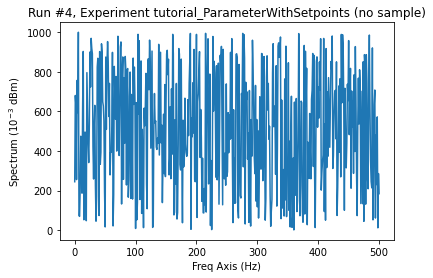 Run #4, Experiment tutorial_ParameterWithSetpoints (no sample)
1000
800
600
400
200
0
Spectrum (10⁻³ dBm)
0 100 200 300 400 500
Freq Axis (Hz)